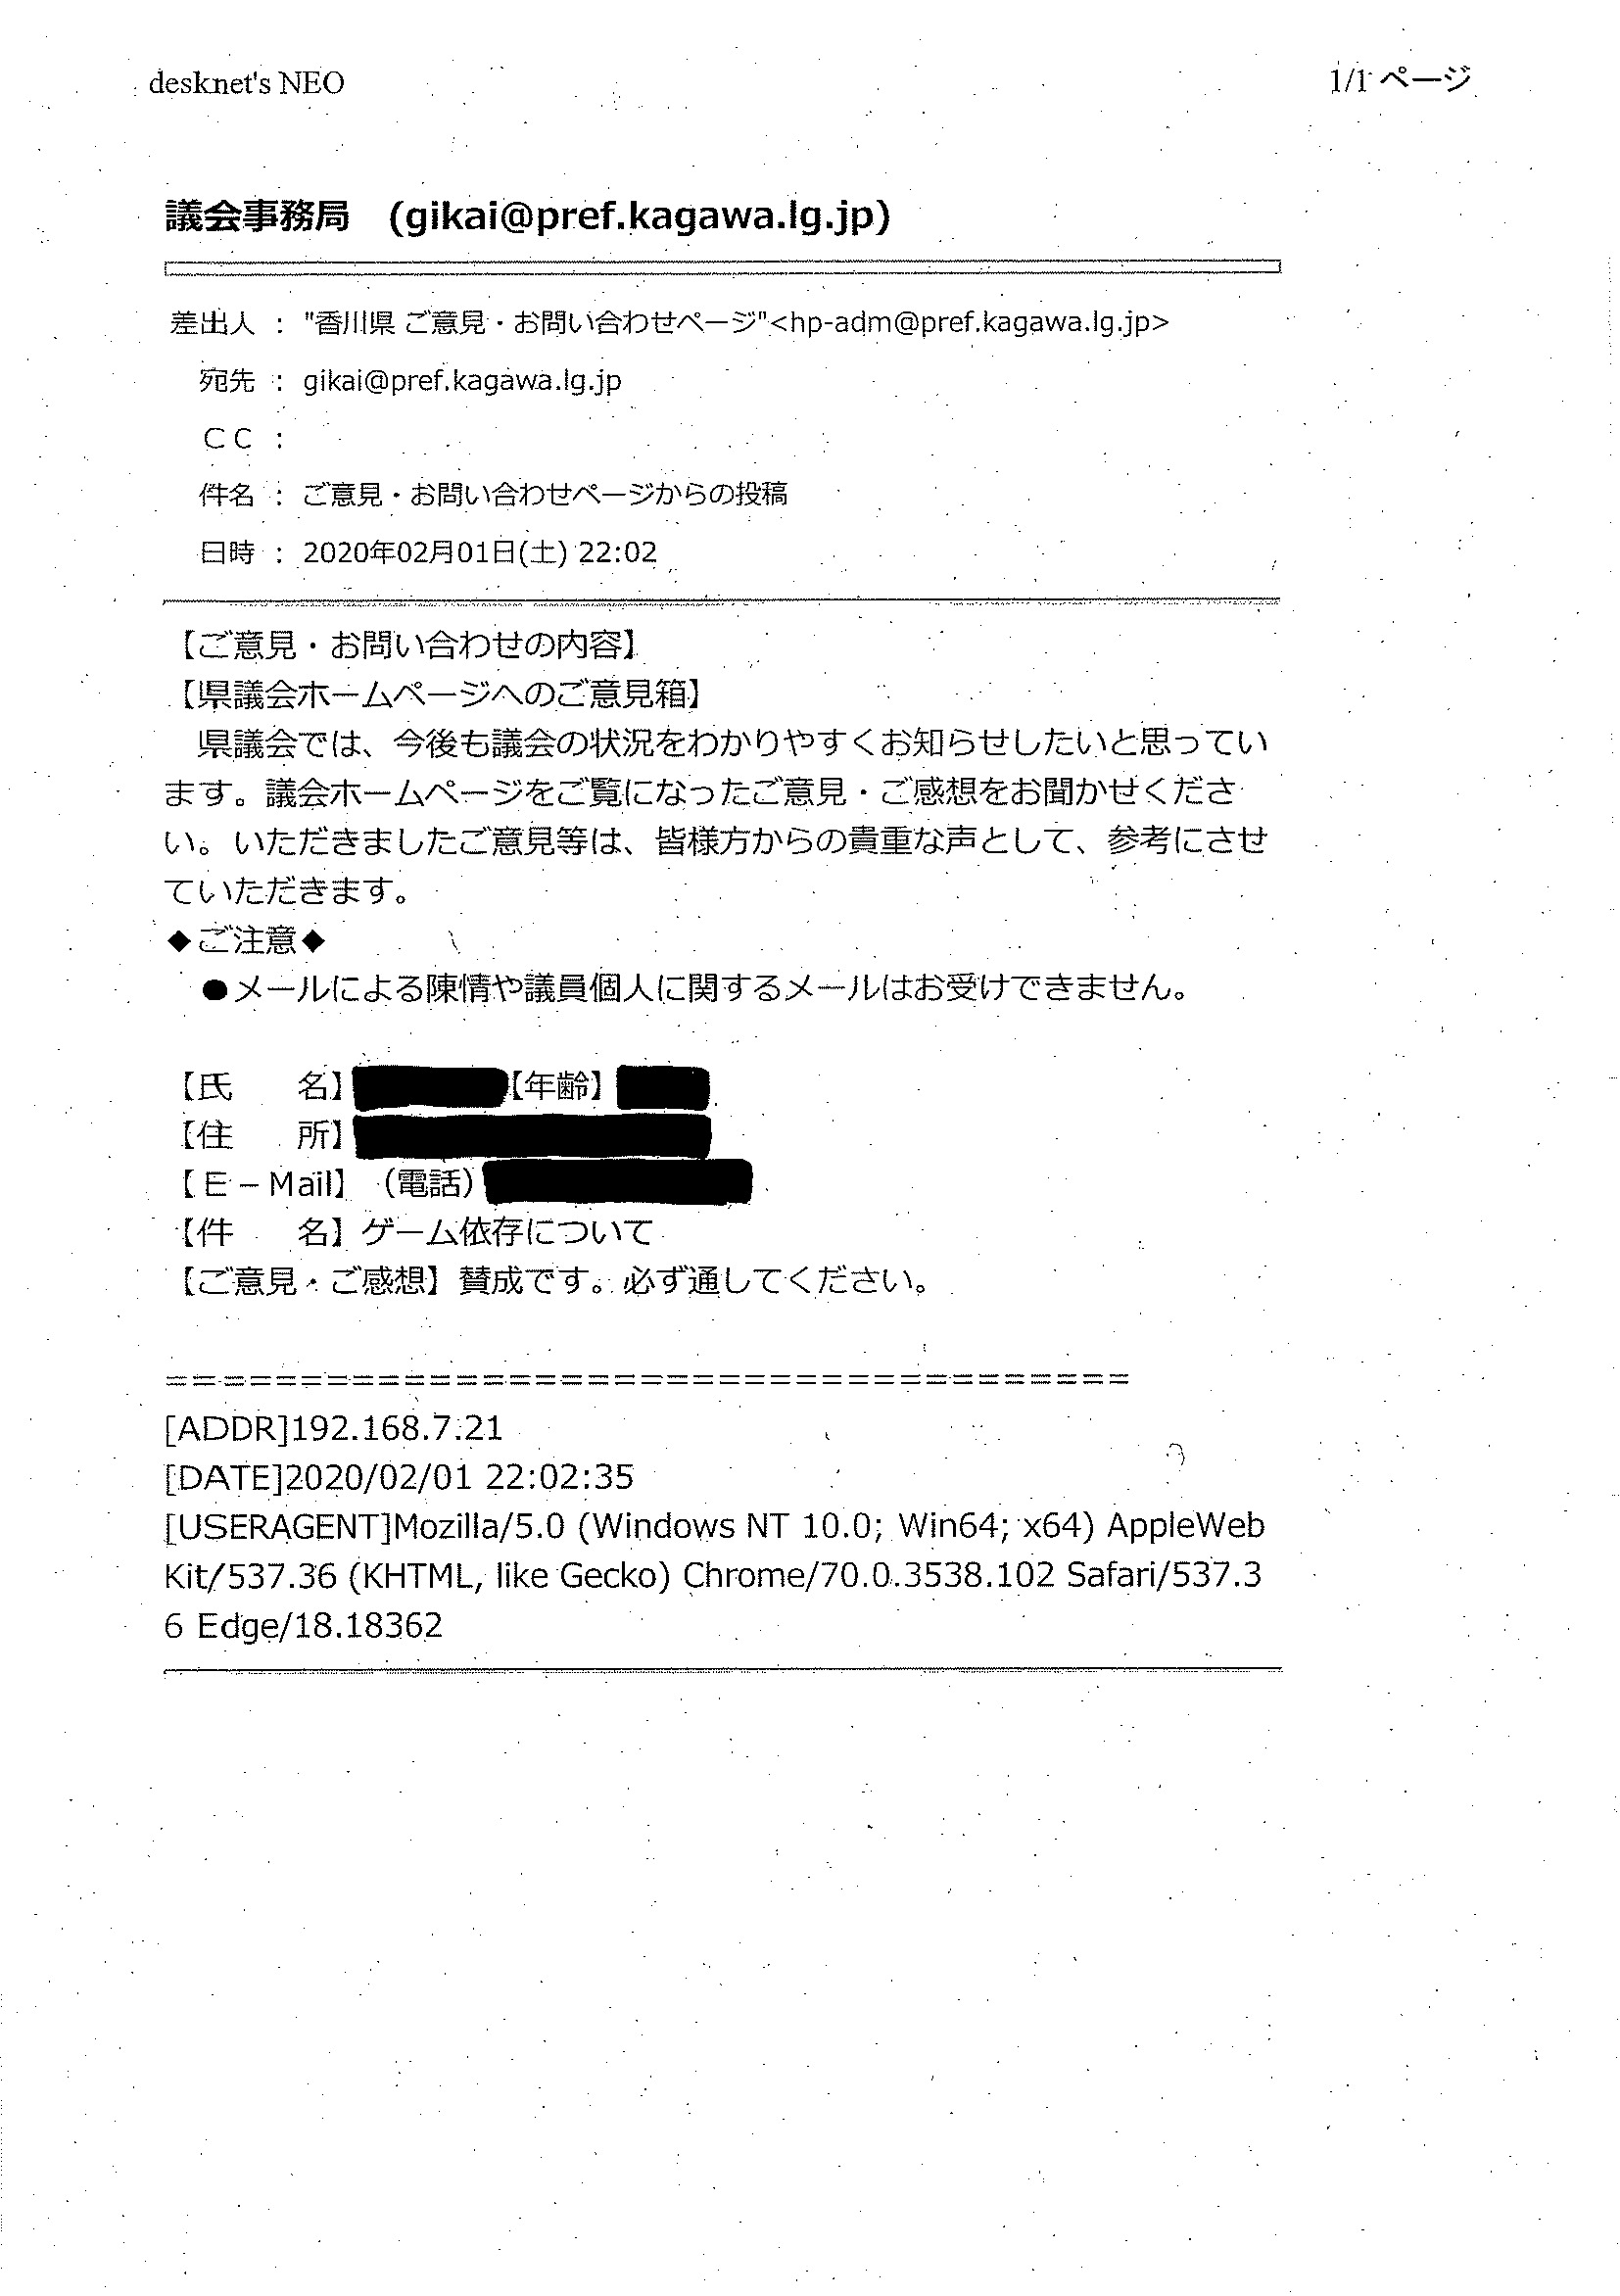 desknet's NEO
1/1 ページ
議会事務局 (gikai@pref.kagawa.lg.jp)
差出人 : "香川県 ご意見・お問い合わせページ"<hp-adm@pref.kagawa.lg.jp>
宛先 : gikai@pref.kagawa.lg.jp
ＣＣ :
件名 : ご意見・お問い合わせページからの投稿
日時 : 2020年02月01日(土) 22:02
【ご意見・お問い合わせの内容】
【県議会ホームページへのご意見箱】
県議会では、今後も議会の状況をわかりやすくお知らせしたいと思ってい
ます。議会ホームページをご覧になったご意見・ご感想をお聞かせくださ
い。いただきましたご意見等は、皆様方からの貴重な声として、参考にさせ
ていただきます。
◆ご注意◆
●メールによる陳情や議員個人に関するメールはお受けできません。
【氏　　名】【年齢】
【住　　所】
【Ｅ－Mail】（電話）
【件　　名】ゲーム依存について
【ご意見・ご感想】賛成です。必ず通してください。
=====================================
[ADDR]192.168.7.21
[DATE]2020/02/01 22:02:35
[USERAGENT]Mozilla/5.0 (Windows NT 10.0; Win64; x64) AppleWeb
Kit/537.36 (KHTML, like Gecko) Chrome/70.0.3538.102 Safari/537.3
6 Edge/18.18362